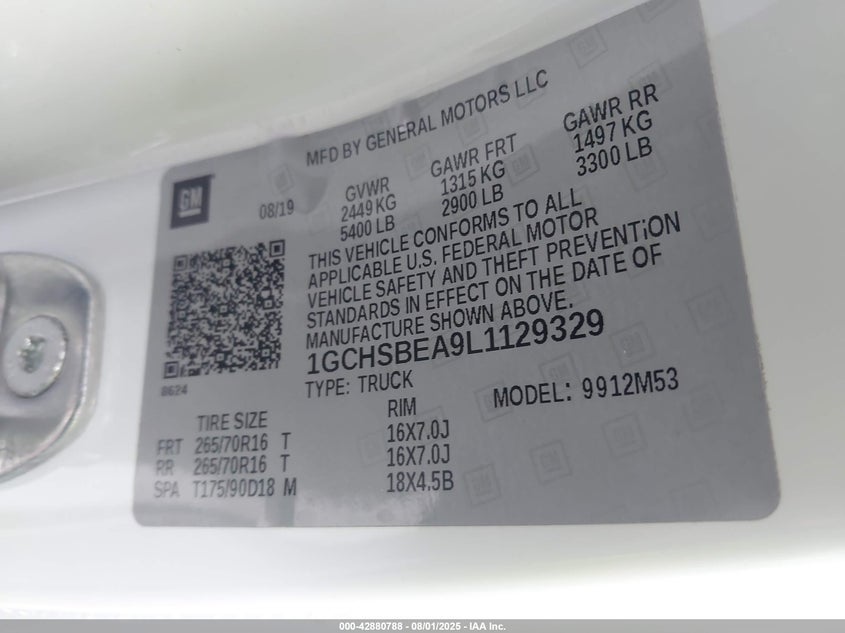 MFD BY GENERAL MOTORS LLC
GM
08/19
GVWR
2449 KG
5400 LB
GAWR FRT
1315 KG
2900 LB
GAWR RR
1497 KG
3300 LB
THIS VEHICLE CONFORMS TO ALL
APPLICABLE U.S. FEDERAL MOTOR
VEHICLE SAFETY AND THEFT PREVENTiON
STANDARDS IN EFFECT ON THE DATE OF
MANUFACTURE SHOWN ABOVE.
1GCHSBEA9L1129329
8624
TYPE: TRUCK
MODEL: 9912M53
TIRE SIZE RIM
FRT 265/70R16 T 16X7.0J
RR 265/70R16 T 16X7.0J
SPA T175/90D18 M 18X4.5B
000-42880788 - 08/01/2025 - IAA Inc.